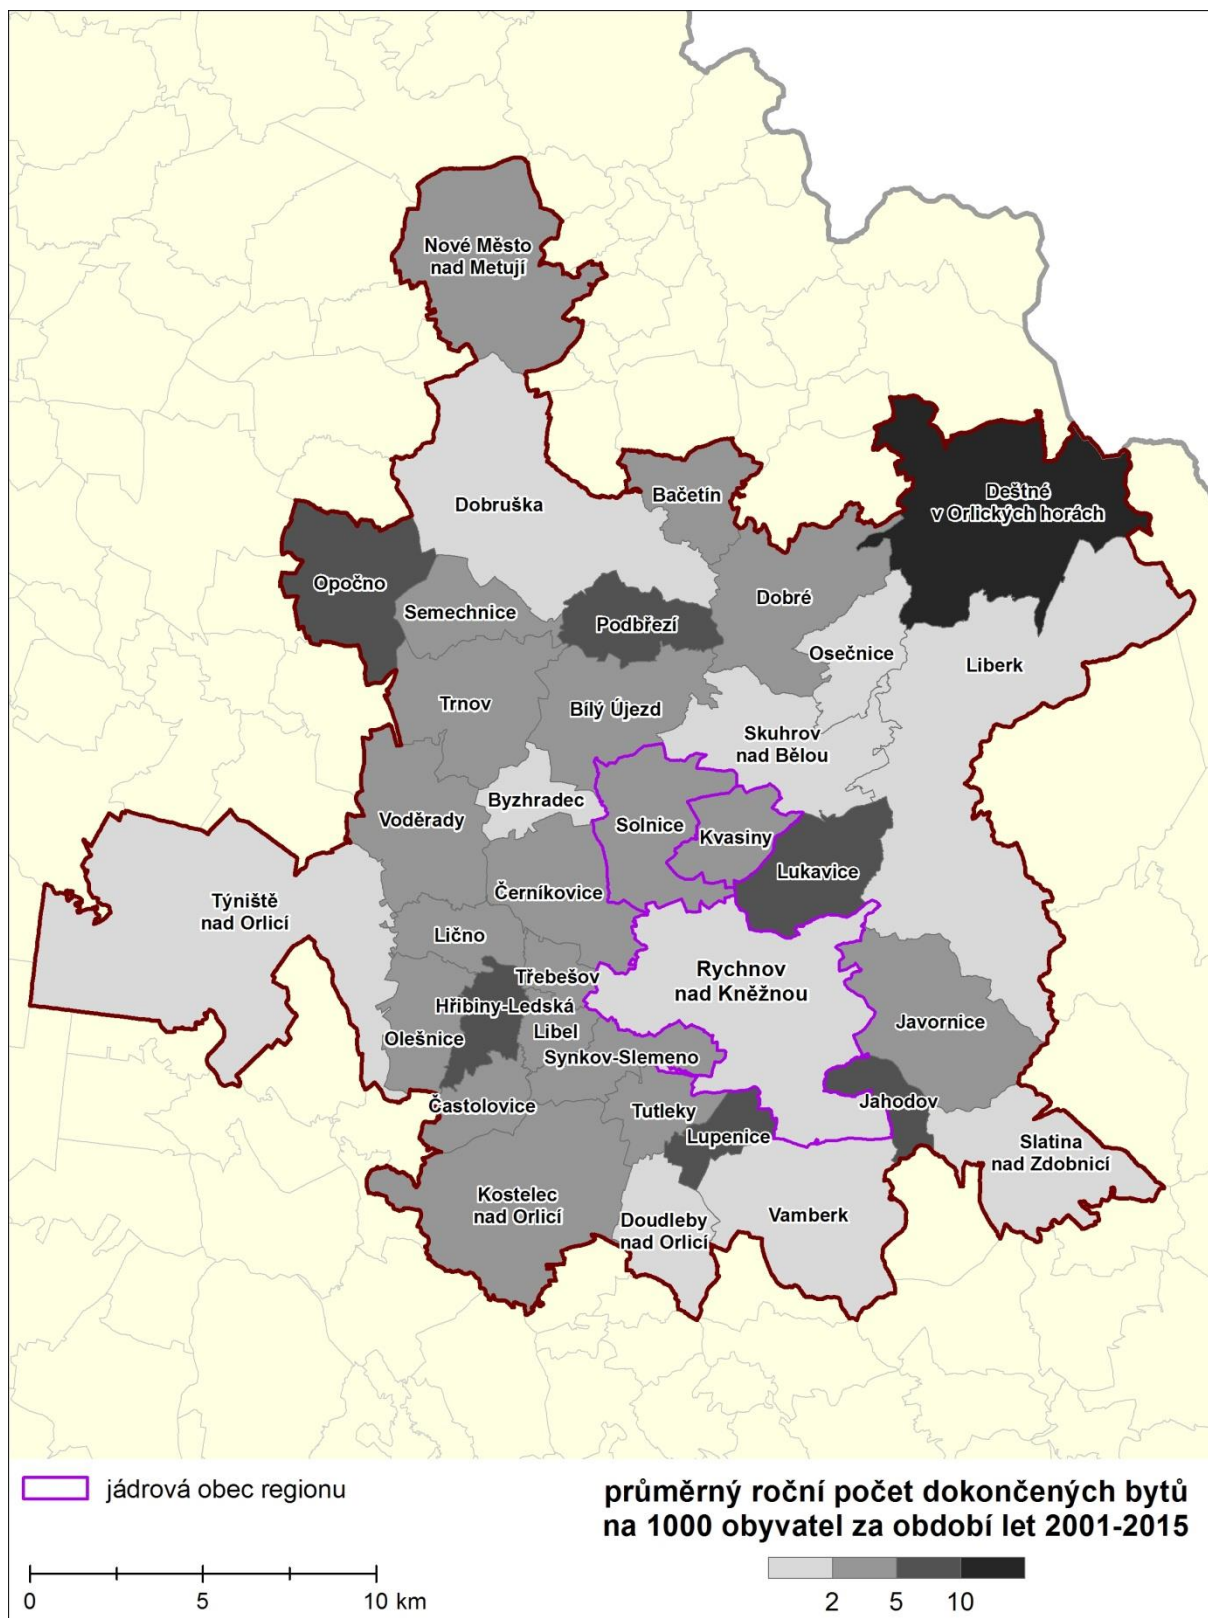 Nové Město
nad Metují
Dobruška
Bačetín
Deštné
v Orlických horách
Opočno
Semechnice
Podbřezí
Dobré
Osečnice
Liberk
Trnov
Bílý Újezd
Skuhrov
nad Bělou
Byzhradec
Voděrady
Solnice
Kvasiny
Lukavice
Týniště
nad Orlicí
Černíkovice
Lično
Třebešov
Rychnov
nad Kněžnou
Hřibiny-Ledská
Javornice
Olešnice
Libel
Synkov-Slemeno
Častolovice
Tutleky
Jahodov
Lupenice
Slatina
nad Zdobnicí
Kostelec
nad Orlicí
Doudleby
nad Orlicí
Vamberk
jádrová obec regionu
průměrný roční počet dokončených bytů
na 1000 obyvatel za období let 2001-2015
0 5 10 km
2 5 10